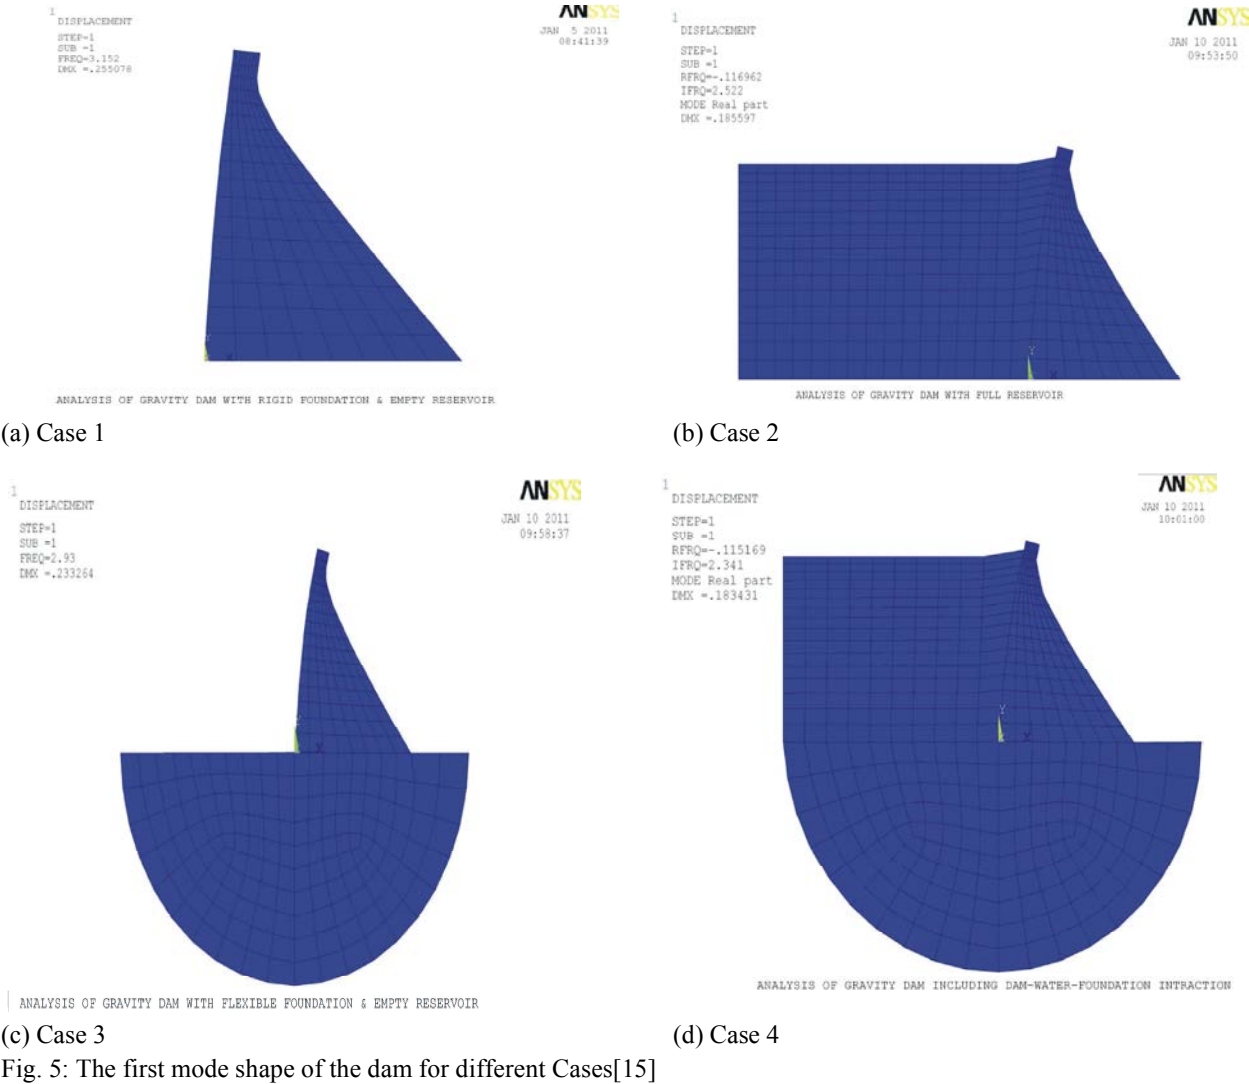 1
DISPLACEMENT
STEP=1
SUB =1
FREQ=3.152
DMX =.255078
ANSYS
JAN 5 2011
08:41:39
Y
X
ANALYSIS OF GRAVITY DAM WITH RIGID FOUNDATION & EMPTY RESERVOIR
(a) Case 1
1
DISPLACEMENT
STEP=1
SUB =1
RFRQ=-.116962
IFRQ=2.522
MODE Real part
DMX =.185597
ANSYS
JAN 10 2011
09:53:50
Y
X
ANALYSIS OF GRAVITY DAM WITH FULL RESERVOIR
(b) Case 2
1
DISPLACEMENT
STEP=1
SUB =1
FREQ=2.93
DMX =.233264
ANSYS
JAN 10 2011
09:58:37
Y
X
ANALYSIS OF GRAVITY DAM WITH FLEXIBLE FOUNDATION & EMPTY RESERVOIR
(c) Case 3
1
DISPLACEMENT
STEP=1
SUB =1
RFRQ=-.115169
IFRQ=2.341
MODE Real part
DMX =.183431
ANSYS
JAN 10 2011
10:01:00
Y
X
ANALYSIS OF GRAVITY DAM INCLUDING DAM-WATER-FOUNDATION INTRACTION
(d) Case 4
Fig. 5: The first mode shape of the dam for different Cases[15]